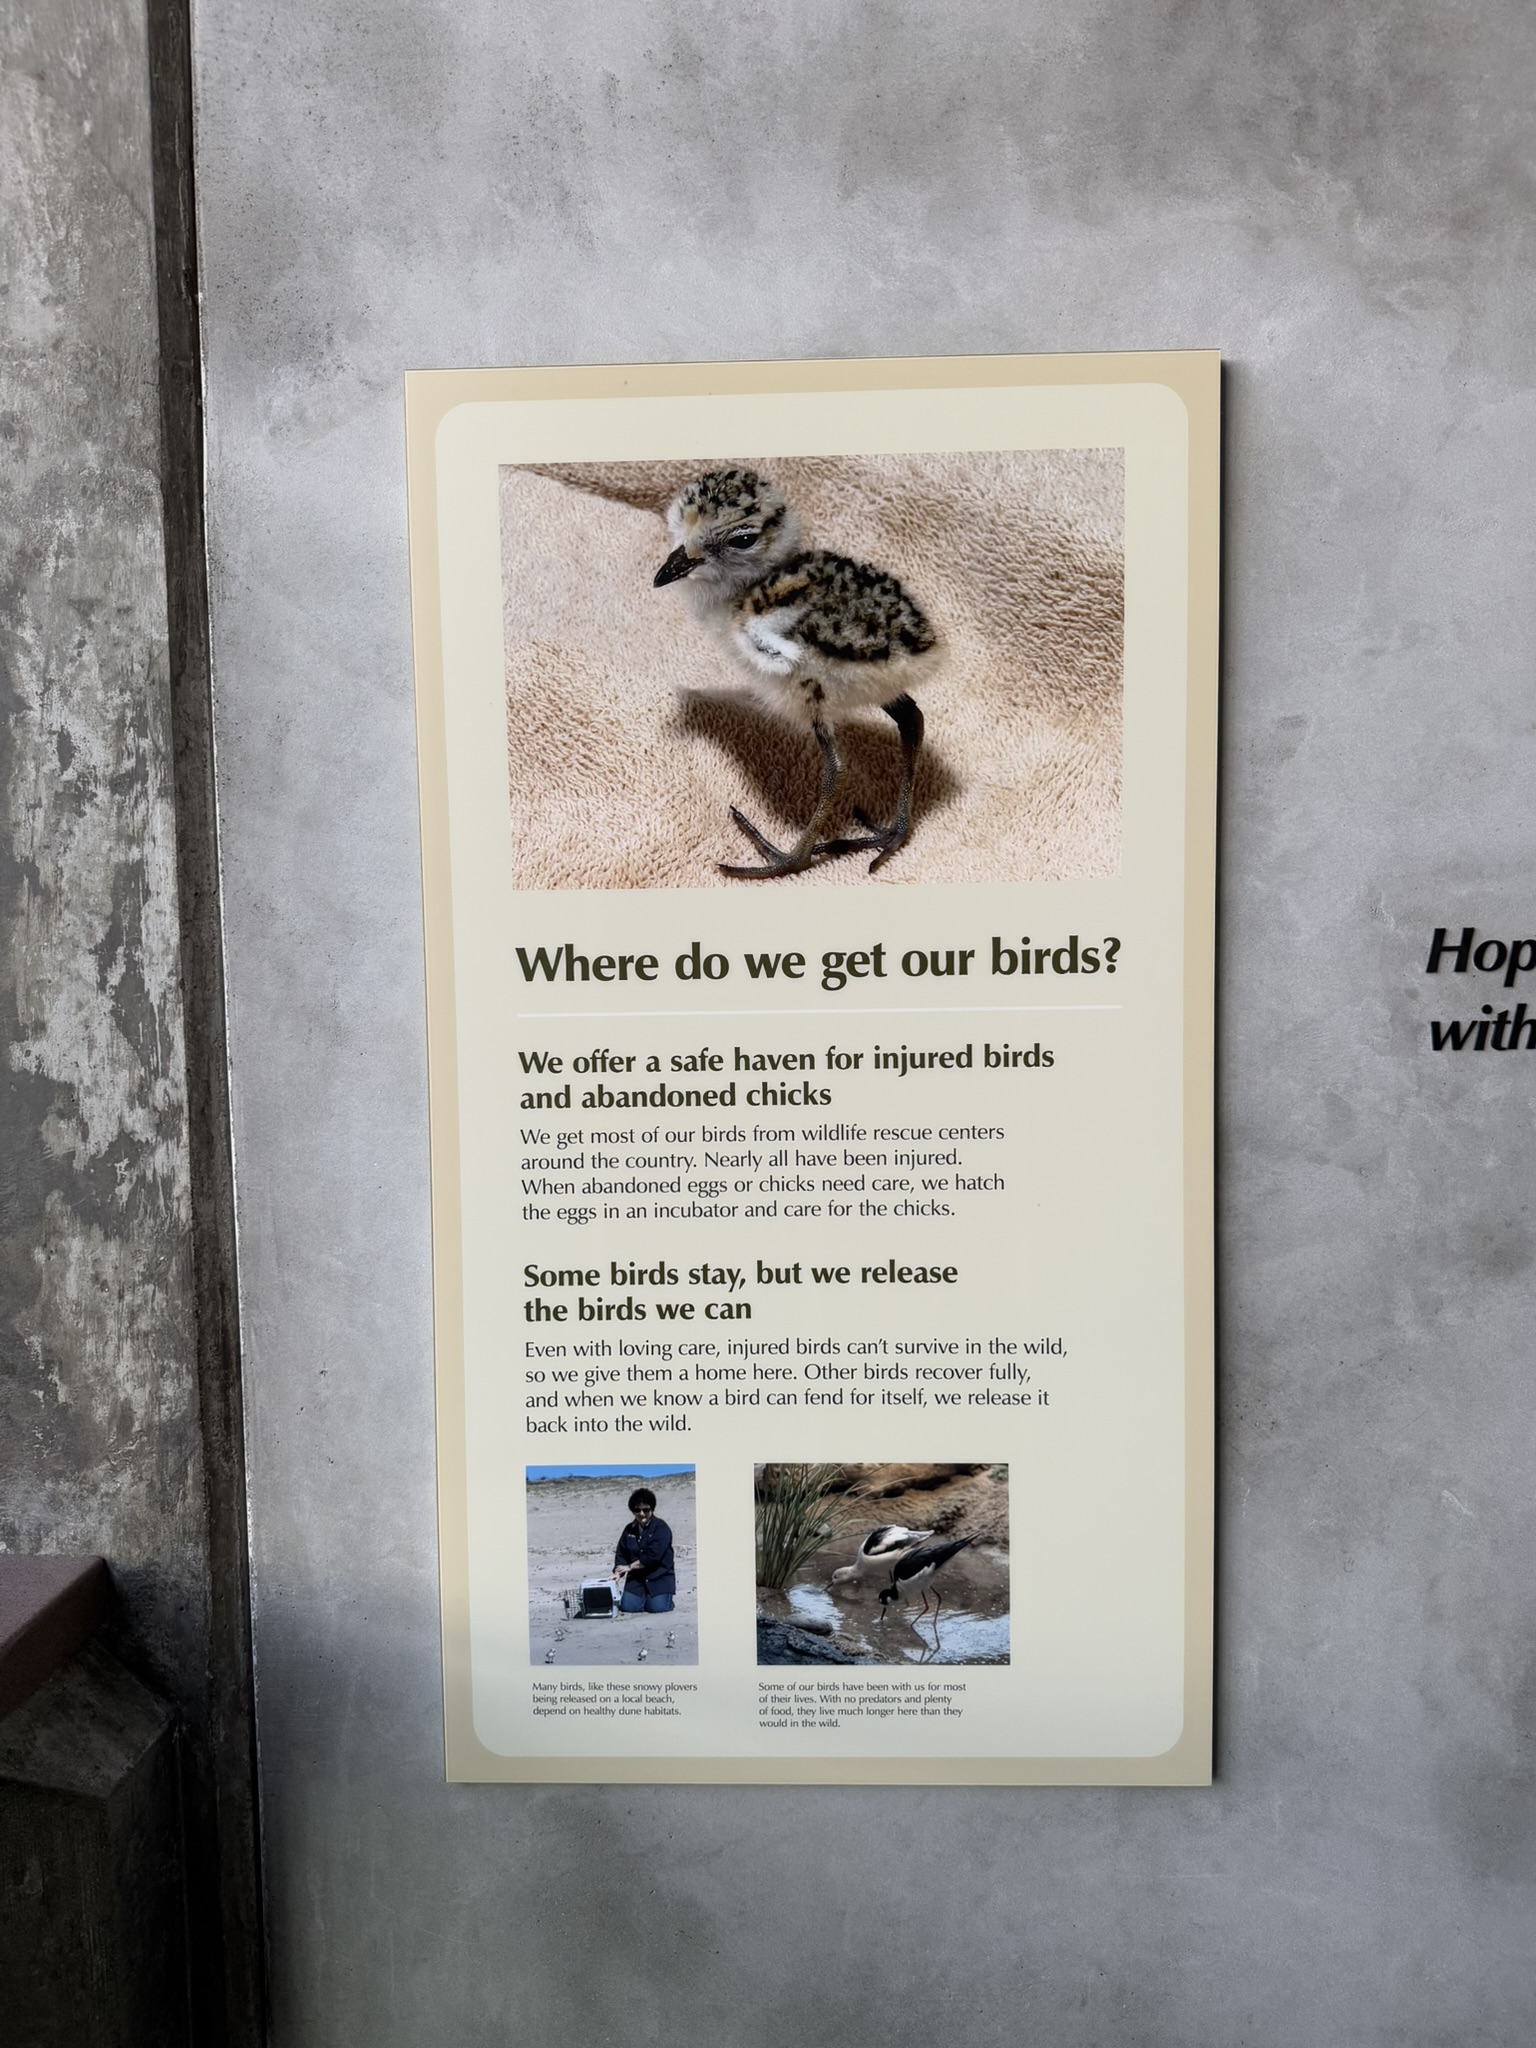 Where do we get our birds?
We offer a safe haven for injured birds
and abandoned chicks
We get most of our birds from wildlife rescue centers
around the country. Nearly all have been injured.
When abandoned eggs or chicks need care, we hatch
the eggs in an incubator and care for the chicks.
Some birds stay, but we release
the birds we can
Even with loving care, injured birds can’t survive in the wild,
so we give them a home here. Other birds recover fully,
and when we know a bird can fend for itself, we release it
back into the wild.
Many birds, like these snowy plovers
being released on a local beach,
depend on healthy dune habitats.
Some of our birds have been with us for most
of their lives. With no predators and plenty
of food, they live much longer here than they
would in the wild.
Hop
with